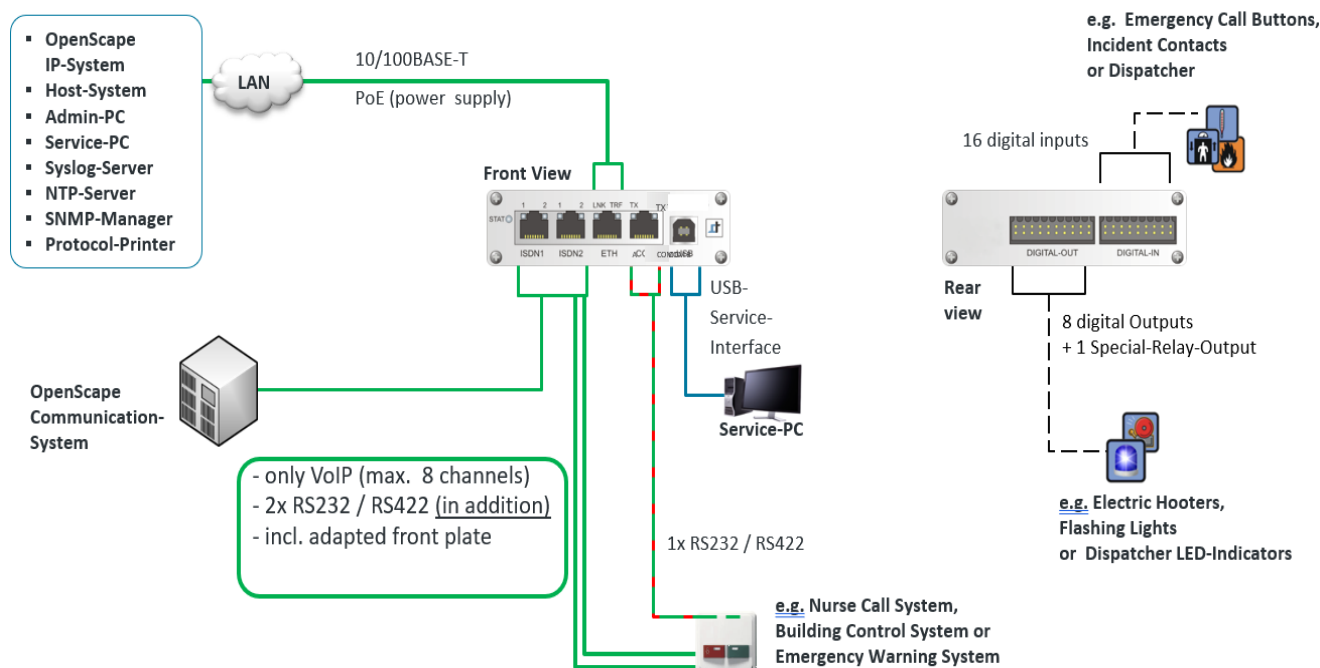 ▪ OpenScape
IP-System
▪ Host-System
▪ Admin-PC
▪ Service-PC
▪ Syslog-Server
▪ NTP-Server
▪ SNMP-Manager
▪ Protocol-Printer
LAN
10/100BASE-T
PoE (power supply)
Front View
1 2 1 2 LNK TRF TX TX
STAT
ISDN1 ISDN2 ETH USB
USB-
Service-
Interface
Service-PC
OpenScape
Communication-
System
- only VoIP (max. 8 channels)
- 2x RS232 / RS422 (in addition)
- incl. adapted front plate
1x RS232 / RS422
e.g. Nurse Call System,
Building Control System or
Emergency Warning System
e.g. Emergency Call Buttons,
Incident Contacts
or Dispatcher
16 digital inputs
DIGITAL-OUT DIGITAL-IN
Rear
view
8 digital Outputs
+ 1 Special-Relay-Output
e.g. Electric Hooters,
Flashing Lights
or Dispatcher LED-Indicators